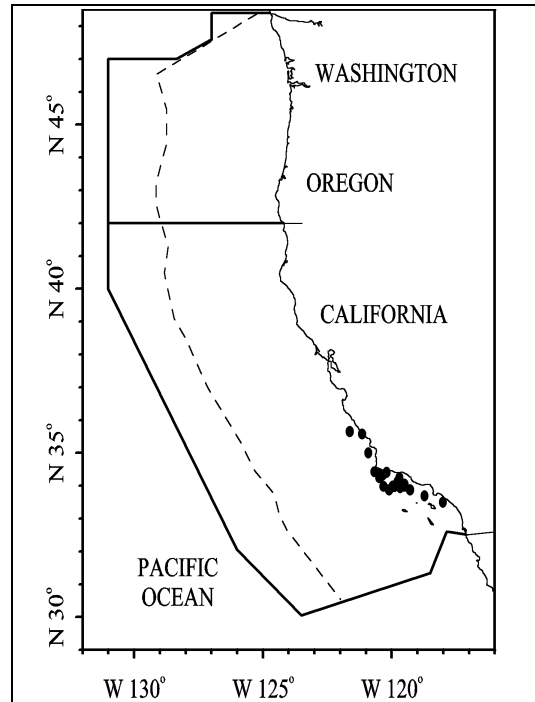 WASHINGTON
N 45°
OREGON
N 40°
CALIFORNIA
N 35°
PACIFIC
OCEAN
N 30°
W 130°
W 125°
W 120°